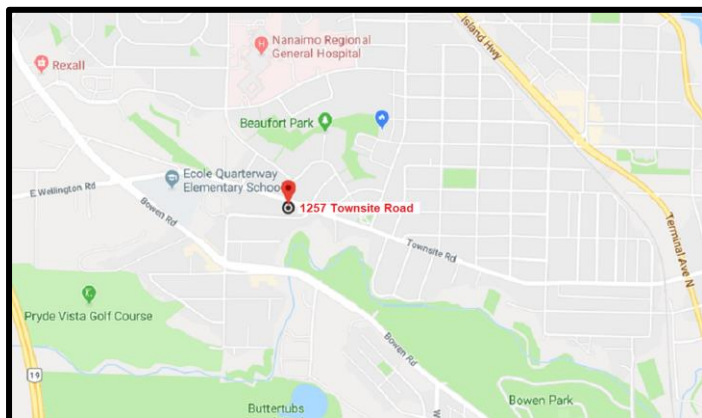 Nanaimo Regional
General Hospital
Island Hwy
Rexall
Beaufort Park
Ecole Quarterway
Elementary School
E Wellington Rd
Bowen Rd
1257 Townsite Road
Townsite Rd
Terminal Ave N
Pryde Vista Golf Course
Bowen Rd
19
Bowen Park
Buttertubs
W